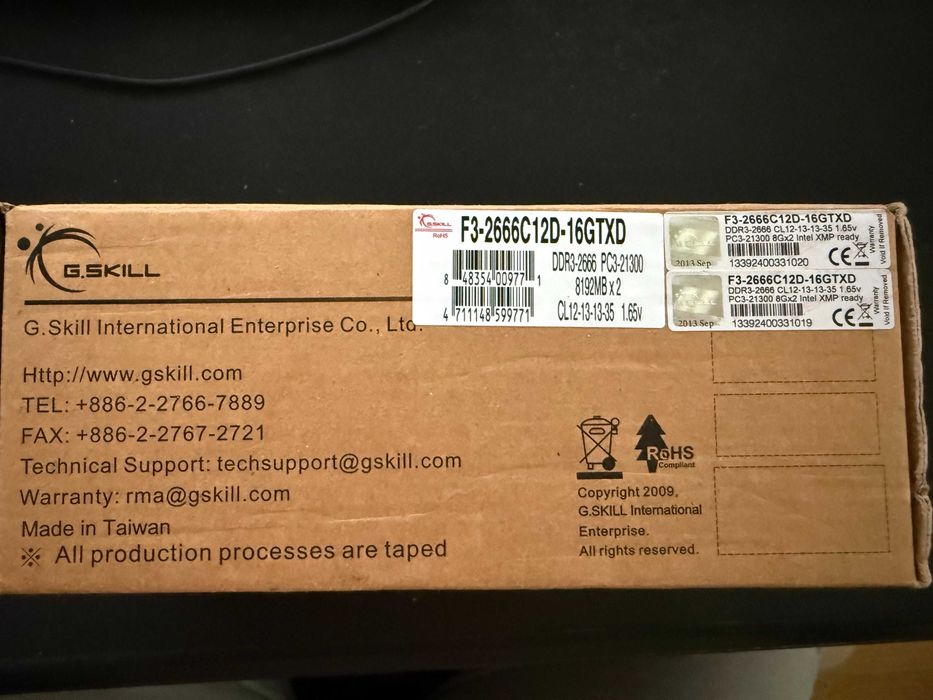 G.SKILL
G.Skill International Enterprise Co., Ltd.
Http://www.gskill.com
TEL: +886-2-2766-7889
FAX: +886-2-2767-2721
Technical Support: techsupport@gskill.com
Warranty: rma@gskill.com
Made in Taiwan
※ All production processes are taped
G.SKILL
RoHS
F3-2666C12D-16GTXD
DDR3-2666 PC3-21300
8192MB x 2
CL12-13-13-35 1.65v
8 48354 00977 1
4 711148 599771
F3-2666C12D-16GTXD
DDR3-2666 CL12-13-13-35 1.65v
PC3-21300 8Gx2 Intel XMP ready
2013 Sep
13392400331020
CE
Warranty
Void If Removed
F3-2666C12D-16GTXD
DDR3-2666 CL12-13-13-35 1.65v
PC3-21300 8Gx2 Intel XMP ready
2013 Sep
13392400331019
CE
Warranty
Void If Removed
RoHS
Compliant
Copyright 2009,
G.SKILL International
Enterprise.
All rights reserved.